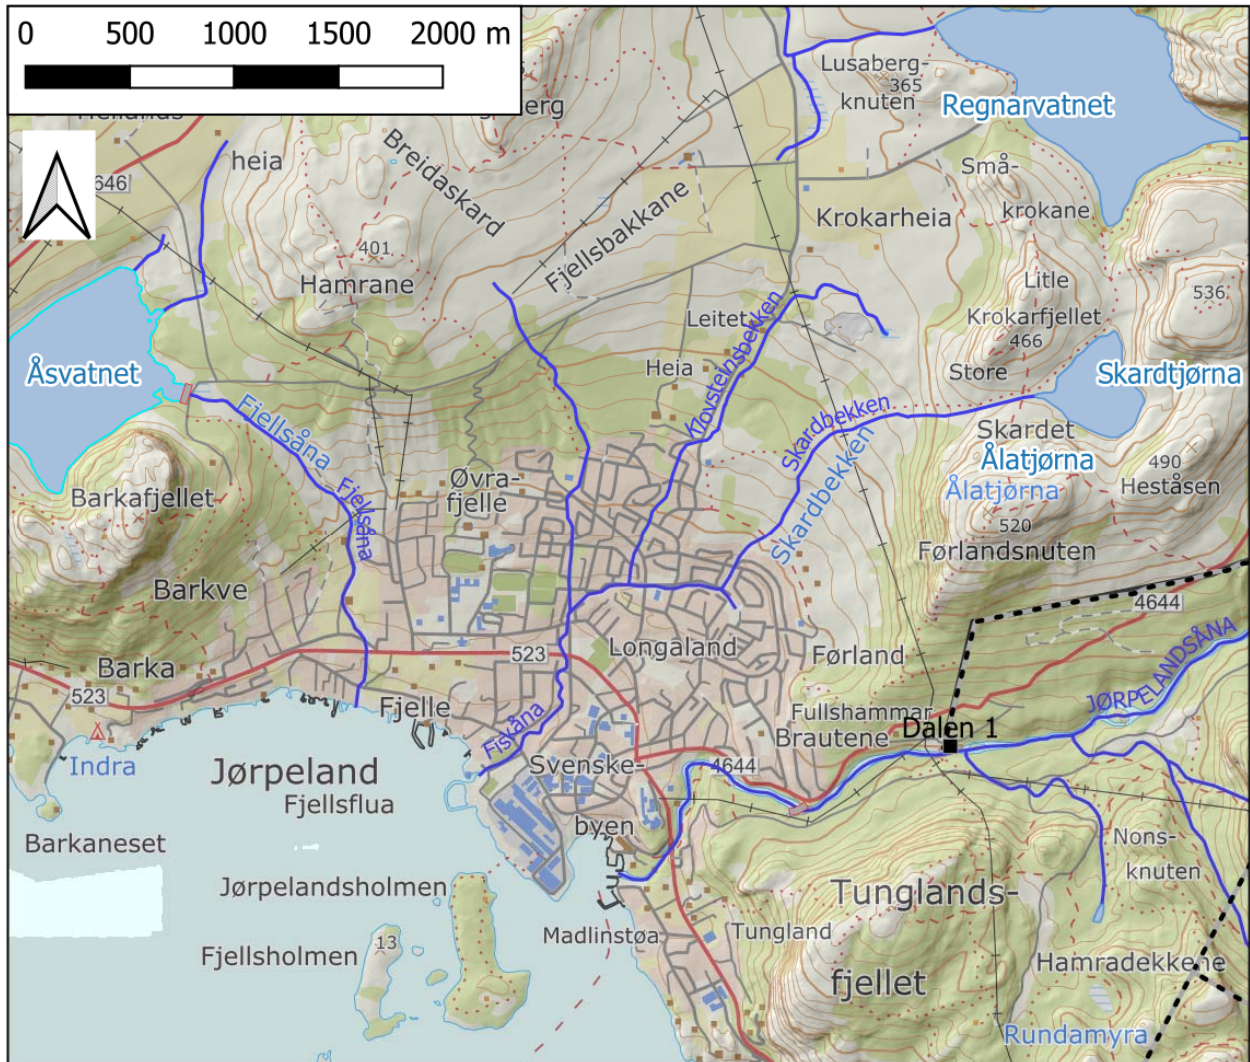 0 500 1000 1500 2000 m
Lusaberg-
365
knuten
Regnarvatnet
berg
heia
Breidaskard
646
Små-
krokane
Fjellsbakkane
Krokarheia
401
Hamrane
Litle
536
Leitet
Krokarfjellet
466
Klovsteinsbekken
Heia
Store
Skardtjørna
Åsvatnet
Fjellsåna
Skardbekken
Skardet
Ålatjørna
490
Heståsen
Øvra-
fjelle
Fjellsåna
Skardbekken
Ålatjørna
Barkafjellet
520
Førlandsnuten
Barkve
4644
Longaland
Førland
JØRPELANDSÅNA
523
Barka
523
Fjelle
Fiskåna
Fullshammar
Dalen 1
Brautene
Indra
Jørpeland
Svenske-
4644
Fjellsflua
byen
Barkaneset
Nons-
knuten
Jørpelandsholmen
Tunglands-
13
Fjellsholmen
Madlinstøa
Tungland
Hamradekkene
fjellet
Rundamyra